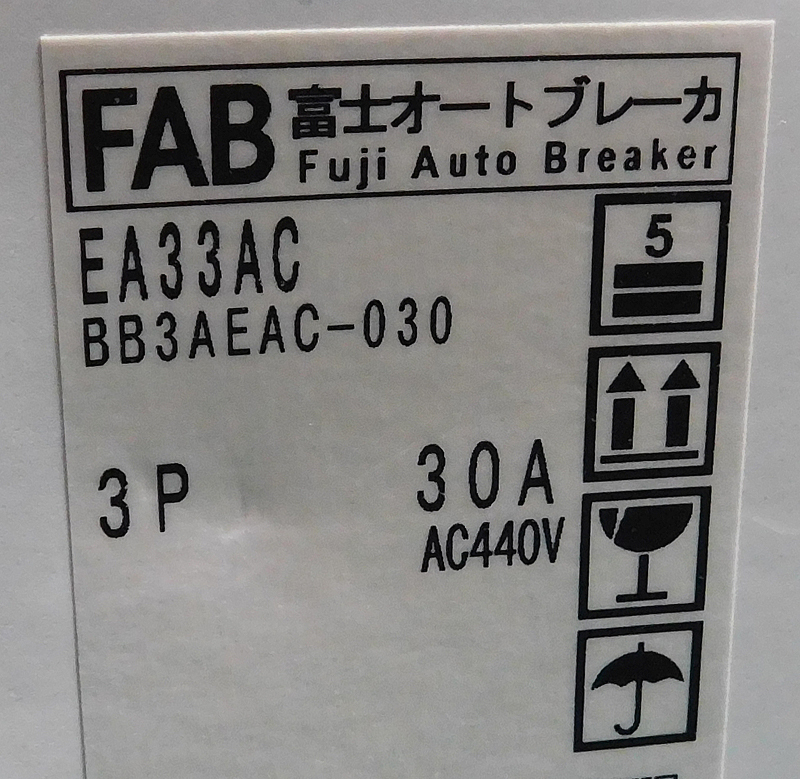 FAB 富士オートブレーカ
Fuji Auto Breaker
EA33AC
5
BB3AEAC-030
3P 30A
AC440V